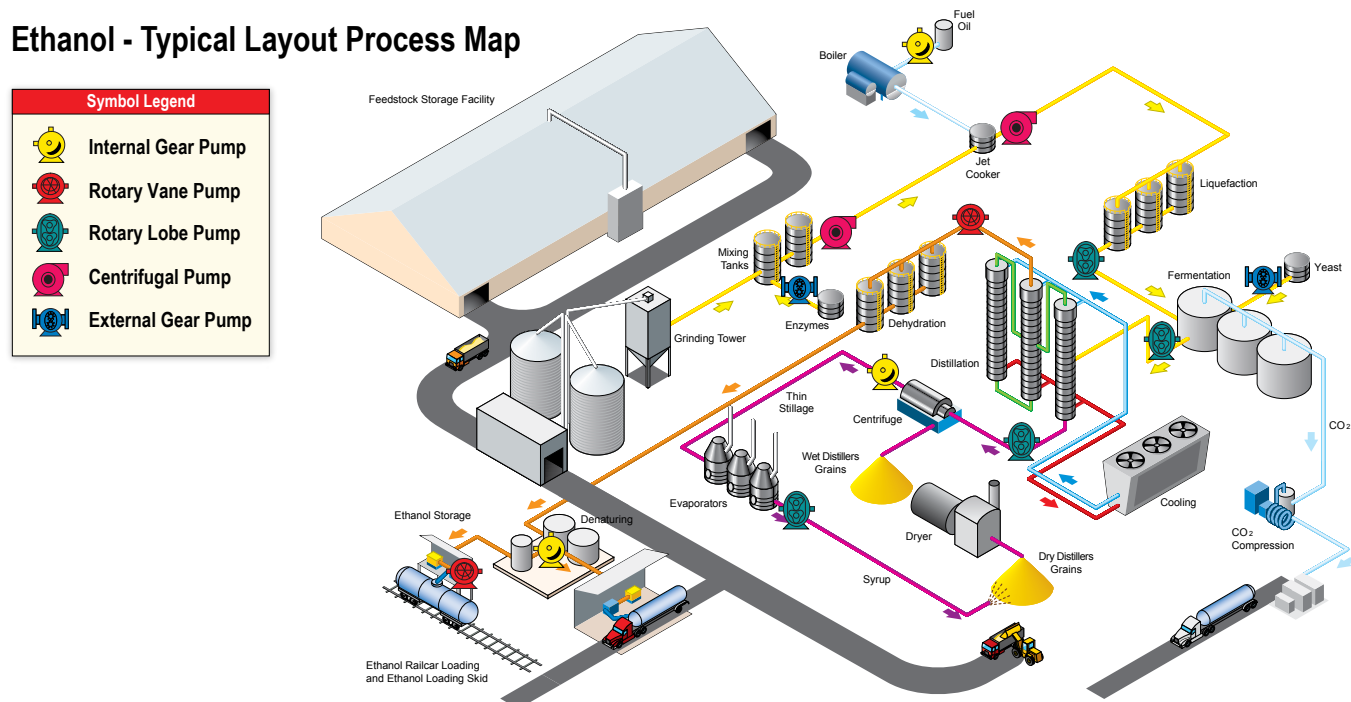 Ethanol - Typical Layout Process Map
Symbol Legend
Internal Gear Pump
Rotary Vane Pump
Rotary Lobe Pump
Centrifugal Pump
External Gear Pump
Feedstock Storage Facility
Fuel
Oil
Boiler
Jet
Cooker
Liquefaction
Mixing
Tanks
Enzymes
Grinding Tower
Dehydration
Fermentation
Yeast
Distillation
Thin
Stillage
Centrifuge
Wet Distillers
Grains
CO2
Evaporators
Cooling
Ethanol Storage
Denaturing
Dryer
CO2
Compression
Dry Distillers
Grains
Syrup
Ethanol Railcar Loading
and Ethanol Loading Skid